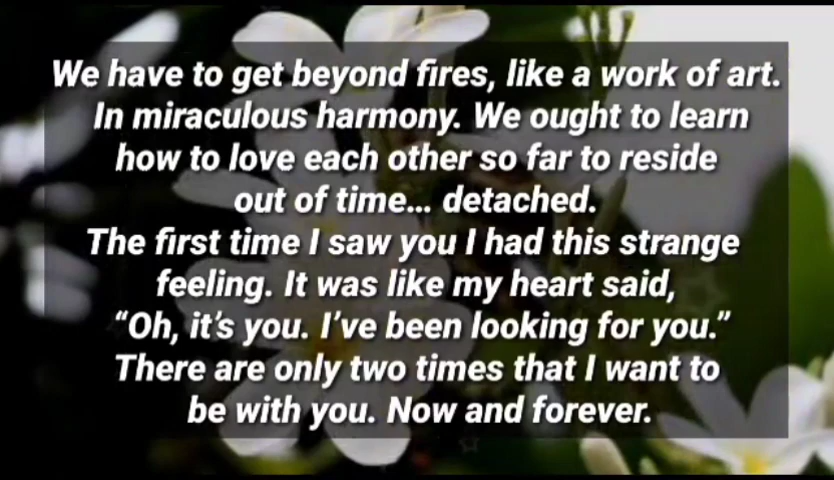 We have to get beyond fires, like a work of art.
In miraculous harmony. We ought to learn
how to love each other so far to reside
out of time... detached.
The first time I saw you I had this strange
feeling. It was like my heart said,
“Oh, it’s you. I’ve been looking for you.”
There are only two times that I want to
be with you. Now and forever.